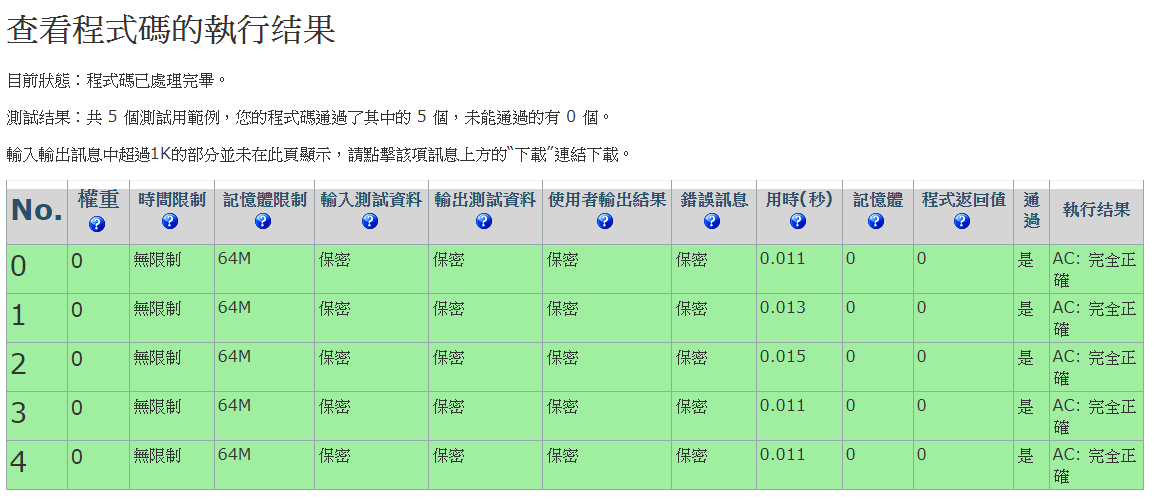 查看程式碼的執行结果
目前狀態：程式碼已處理完畢。
測試结果：共 5 個測試用範例，您的程式碼通過了其中的 5 個，未能通過的有 0 個。
輸入輸出訊息中超過1K的部分並未在此頁顯示，請點擊該項訊息上方的“下載”連結下載。
No. 權重 時間限制 記憶體限制 輸入測試資料 輸出測試資料 使用者輸出結果 錯誤訊息 用時(秒) 記憶體 程式返回值 通過 執行结果
0 0 無限制 64M 保密 保密 保密 保密 0.011 0 0 是 AC: 完全正確
1 0 無限制 64M 保密 保密 保密 保密 0.013 0 0 是 AC: 完全正確
2 0 無限制 64M 保密 保密 保密 保密 0.015 0 0 是 AC: 完全正確
3 0 無限制 64M 保密 保密 保密 保密 0.011 0 0 是 AC: 完全正確
4 0 無限制 64M 保密 保密 保密 保密 0.011 0 0 是 AC: 完全正確